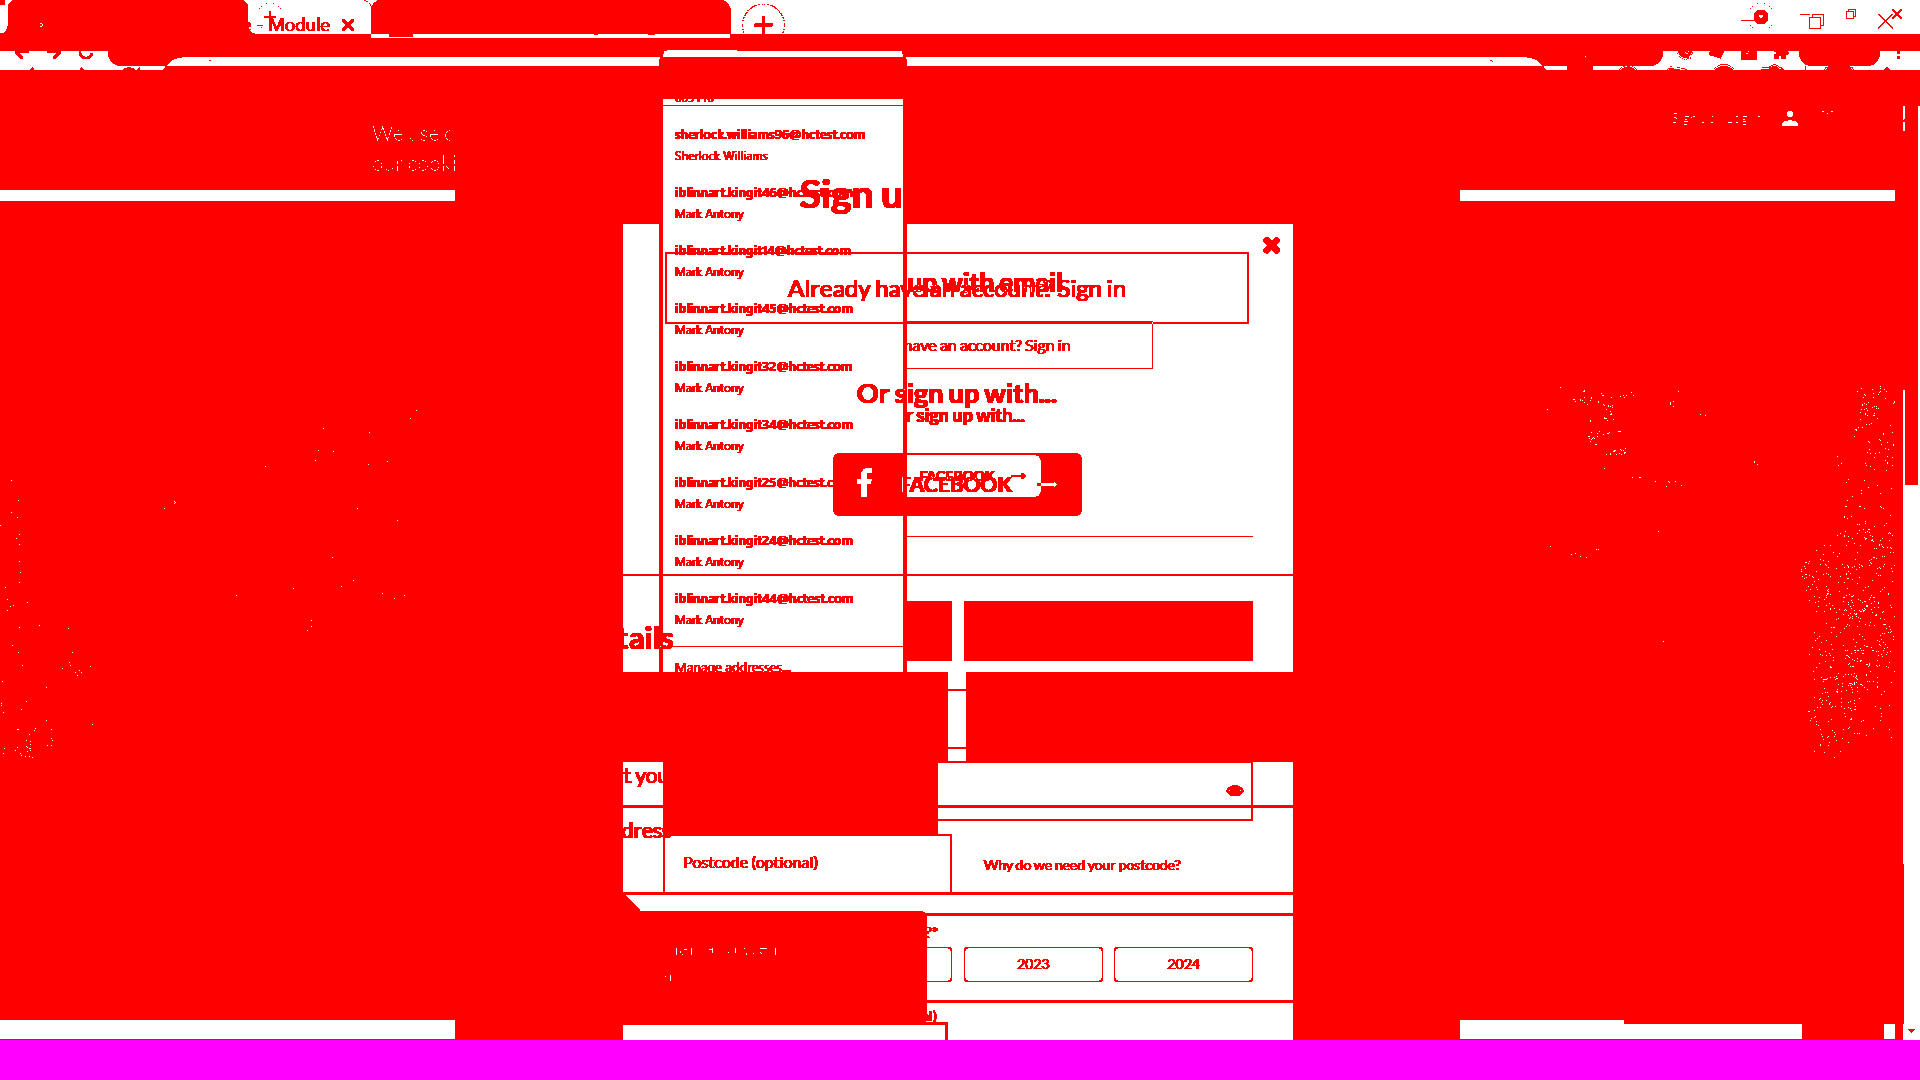 Module
We use c
our cooki
sherlock.williams96@hctest.com
Sherlock Williams
Sign u
iblinnart.kingit46@hctest.com
Mark Antony
iblinnart.kingit14@hctest.com
Mark Antony
up with email
Already have an account? Sign in
iblinnart.kingit45@hctest.com
Mark Antony
have an account? Sign in
iblinnart.kingit32@hctest.com
Mark Antony
Or sign up with...
r sign up with...
iblinnart.kingit34@hctest.com
Mark Antony
FACEBOOK
FACEBOOK
iblinnart.kingit25@hctest.c
Mark Antony
iblinnart.kingit24@hctest.com
Mark Antony
iblinnart.kingit44@hctest.com
Mark Antony
tails
Manage addresses...
t you
dress
Postcode (optional)
Why do we need your postcode?
2023
2024